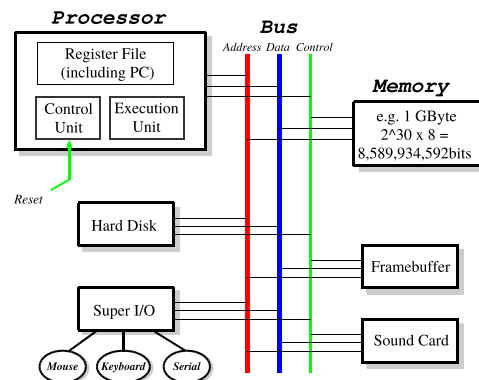 Processor
Bus
Address Data Control
Register File
(including PC)
Control
Unit
Execution
Unit
Reset
Memory
e.g. 1 GByte
2^30 x 8 =
8,589,934,592bits
Hard Disk
Framebuffer
Super I/O
Sound Card
Mouse
Keyboard
Serial